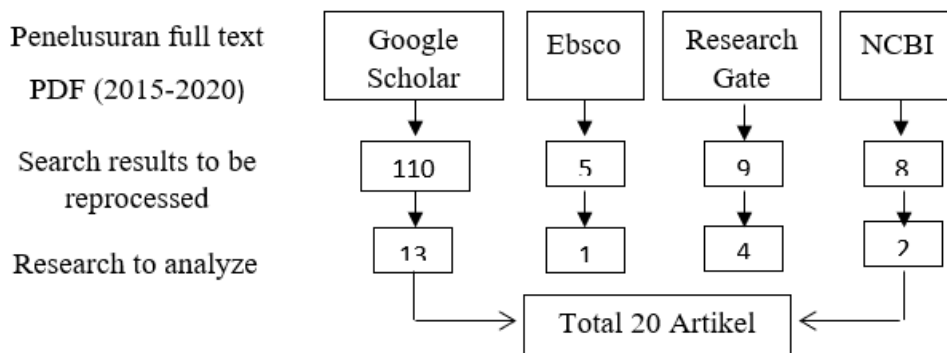 Penelusuran full text
PDF (2015-2020)
Google
Scholar
Ebsco
Research
Gate
NCBI
Search results to be
reprocessed
110
5
9
8
Research to analyze
13
1
4
2
Total 20 Artikel